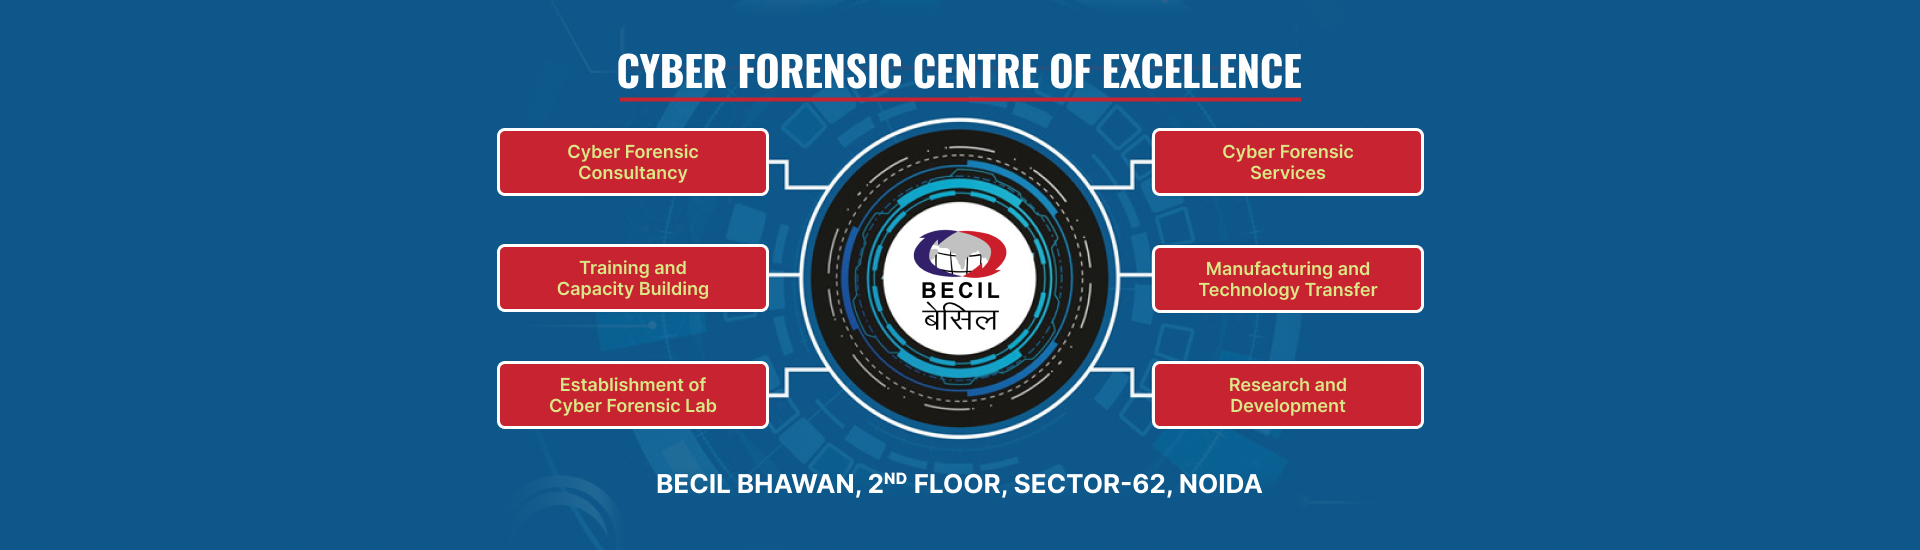 CYBER FORENSIC CENTRE OF EXCELLENCE
Cyber Forensic
Consultancy
Training and
Capacity Building
Establishment of
Cyber Forensic Lab
BECIL
बेसिल
Cyber Forensic
Services
Manufacturing and
Technology Transfer
Research and
Development
BECIL BHAWAN, 2ND FLOOR, SECTOR-62, NOIDA